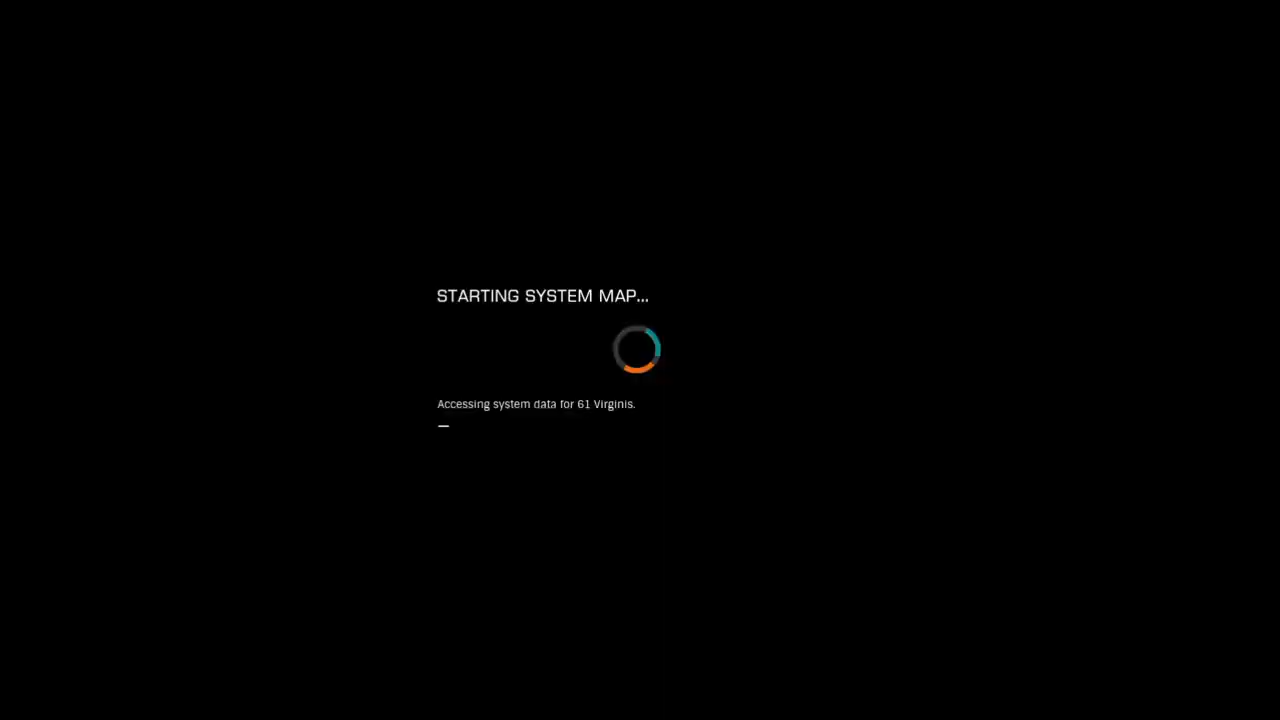 STARTING SYSTEM MAP...
Accessing system data for 61 Virginis.